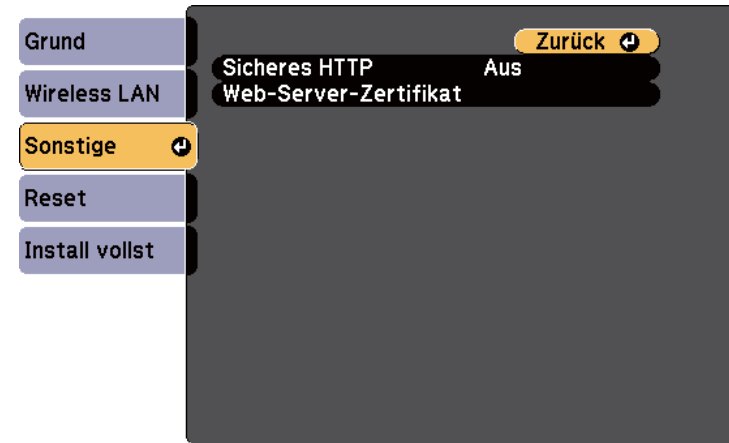 Grund
Wireless LAN
Sonstige
Reset
Install vollst
Zurück
Sicheres HTTP Aus
Web-Server-Zertifikat